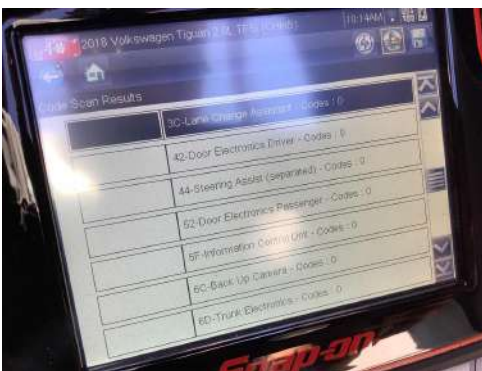 10:14AM
2018 Volkswagen Tiguan 2.0L TFSI
Code Scan Results
3C-Lane Change Assistant - Codes : 0
42-Door Electronics Driver - Codes : 0
44-Steering Assist (separated) - Codes : 0
52-Door Electronics Passenger - Codes : 0
5F-Information Control Unit - Codes : 0
6C-Back Up Camera - Codes : 0
6D-Trunk Electronics - Codes : 0
Snap-on